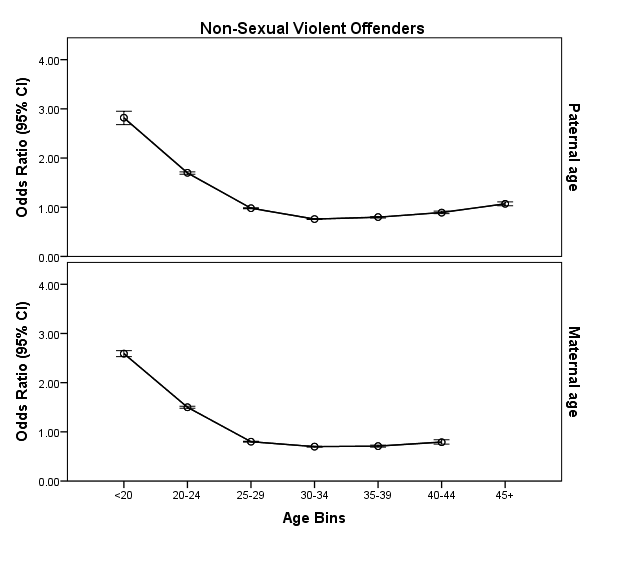 Non-Sexual Violent Offenders
Odds Ratio (95% CI)
4.00
3.00
2.00
1.00
0.00
Paternal age
Odds Ratio (95% CI)
4.00
3.00
2.00
1.00
0.00
Maternal age
<20 20-24 25-29 30-34 35-39 40-44 45+
Age Bins